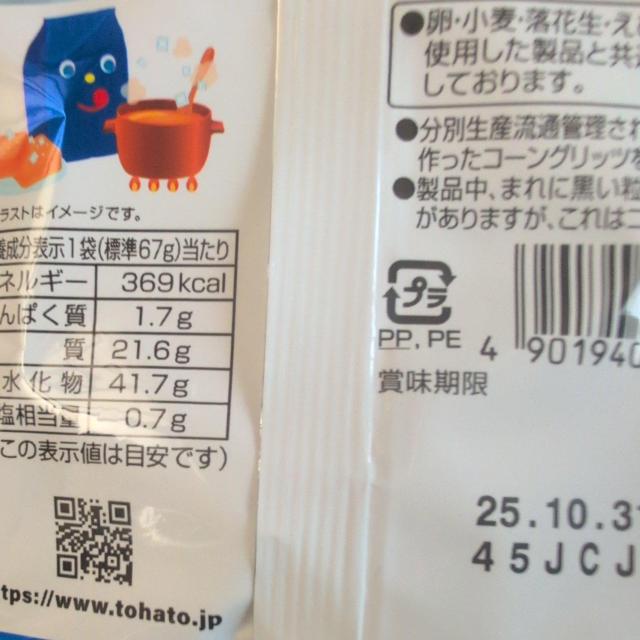 ラストはイメージです。
養成分表示1袋(標準67g)当たり
ネルギー 369kcal
んぱく質 1.7g
質 21.6g
水化物 41.7g
塩相当量 0.7g
この表示値は目安です)
tps://www.tohato.jp
●卵・小麦・落花生・え
使用した製品と共
しております。
●分別生産流通管理され
作ったコーングリッツを
●製品中、まれに黒い粒
がありますが、これはコ
プラ
PP, PE
4 901940
賞味期限
25.10.31
45JCJ